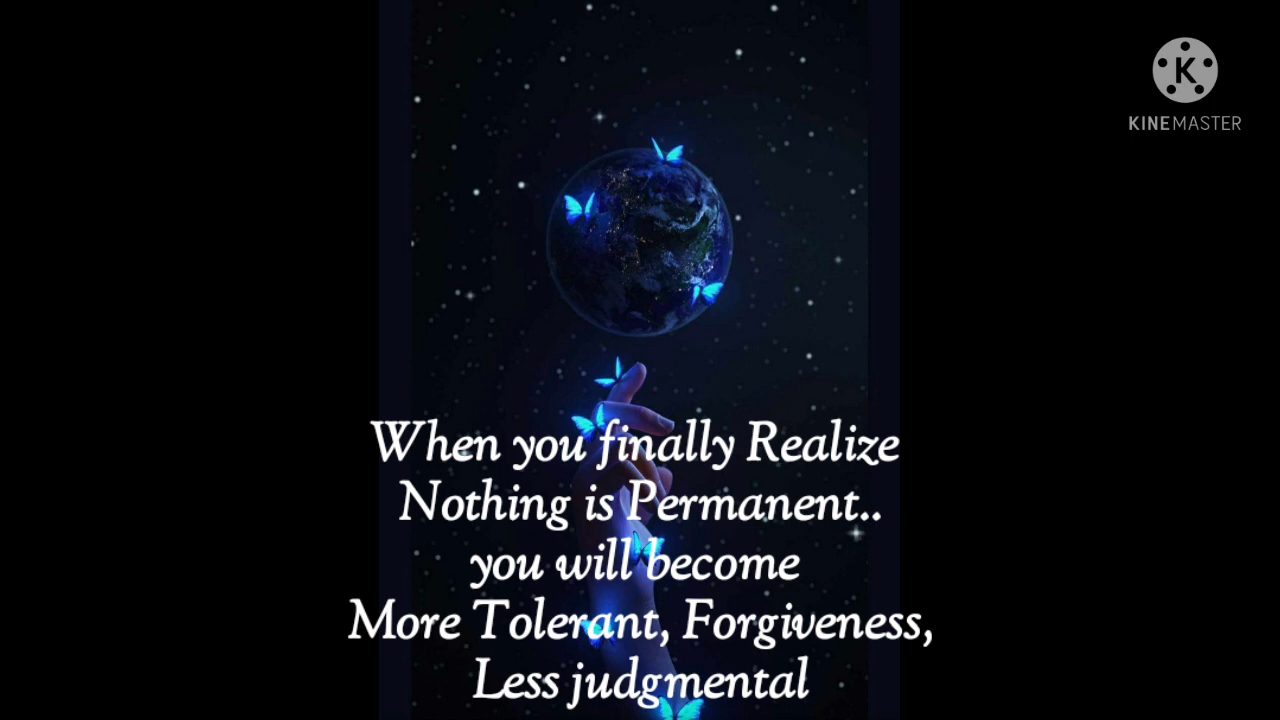 K
KINEMASTER
When you finally Realize
Nothing is Permanent..
you will become
More Tolerant, Forgiveness,
Less judgmental